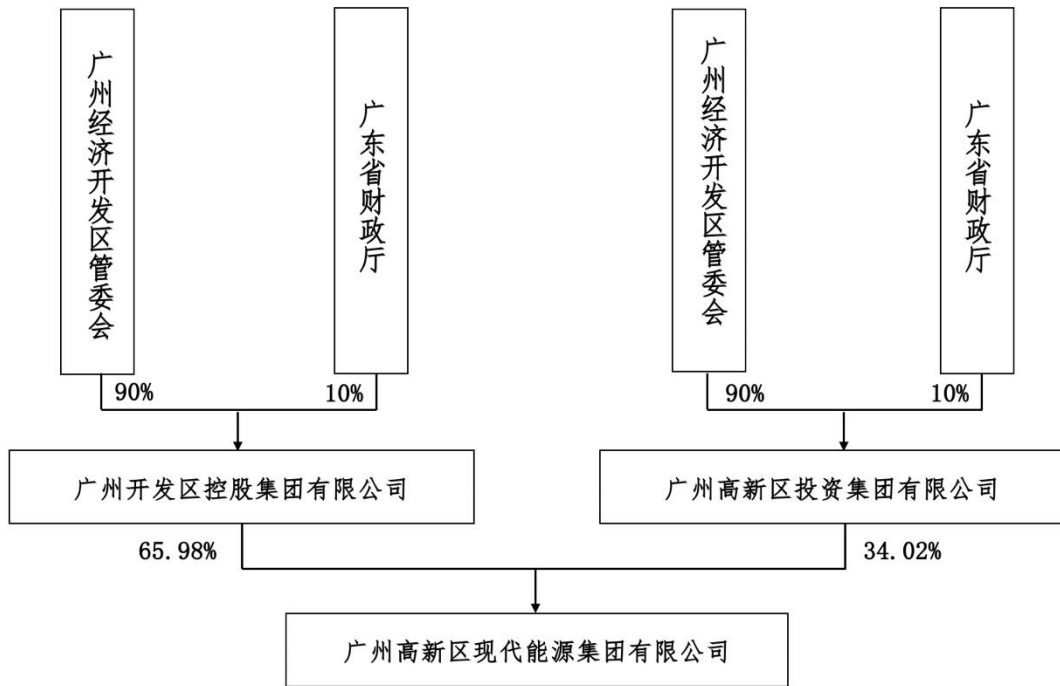 广州经济开发区管委会
广东省财政厅
广州经济开发区管委会
广东省财政厅
90%
10%
90%
10%
广州开发区控股集团有限公司
广州高新区投资集团有限公司
65.98%
34.02%
广州高新区现代能源集团有限公司